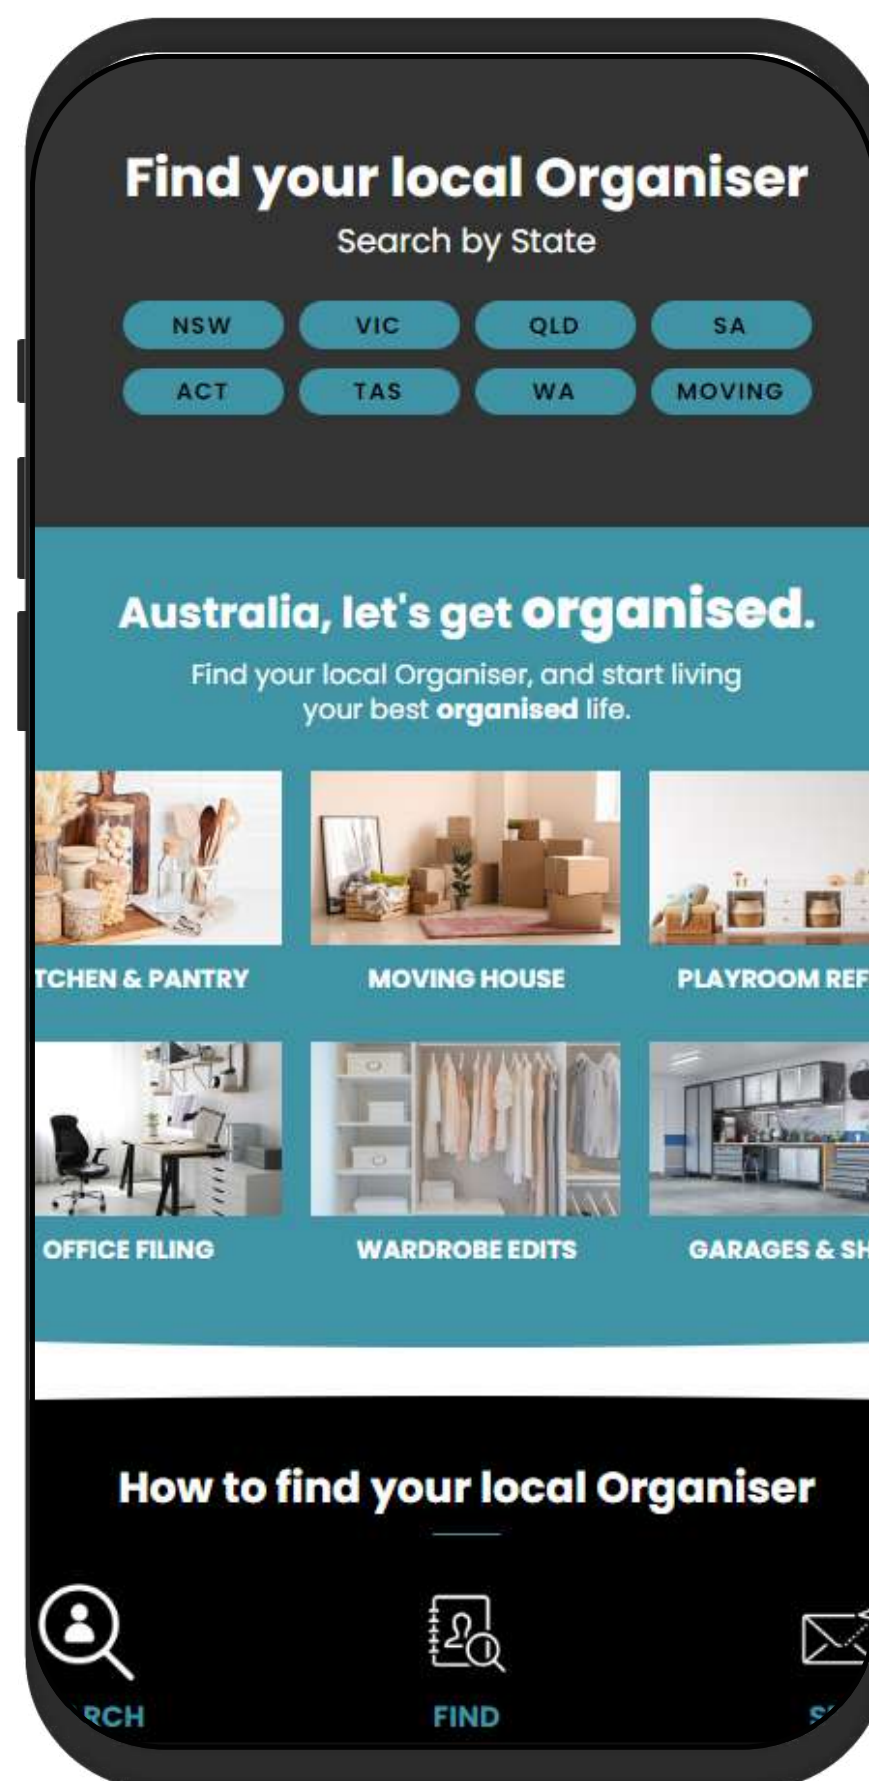 Find your local Organiser
Search by State
NSW VIC QLD SA
ACT TAS WA MOVING
Australia, let's get organised.
Find your local Organiser, and start living
your best organised life.
TCHEN & PANTRY MOVING HOUSE PLAYROOM REF
OFFICE FILING WARDROBE EDITS GARAGES & SH
How to find your local Organiser
RCH FIND